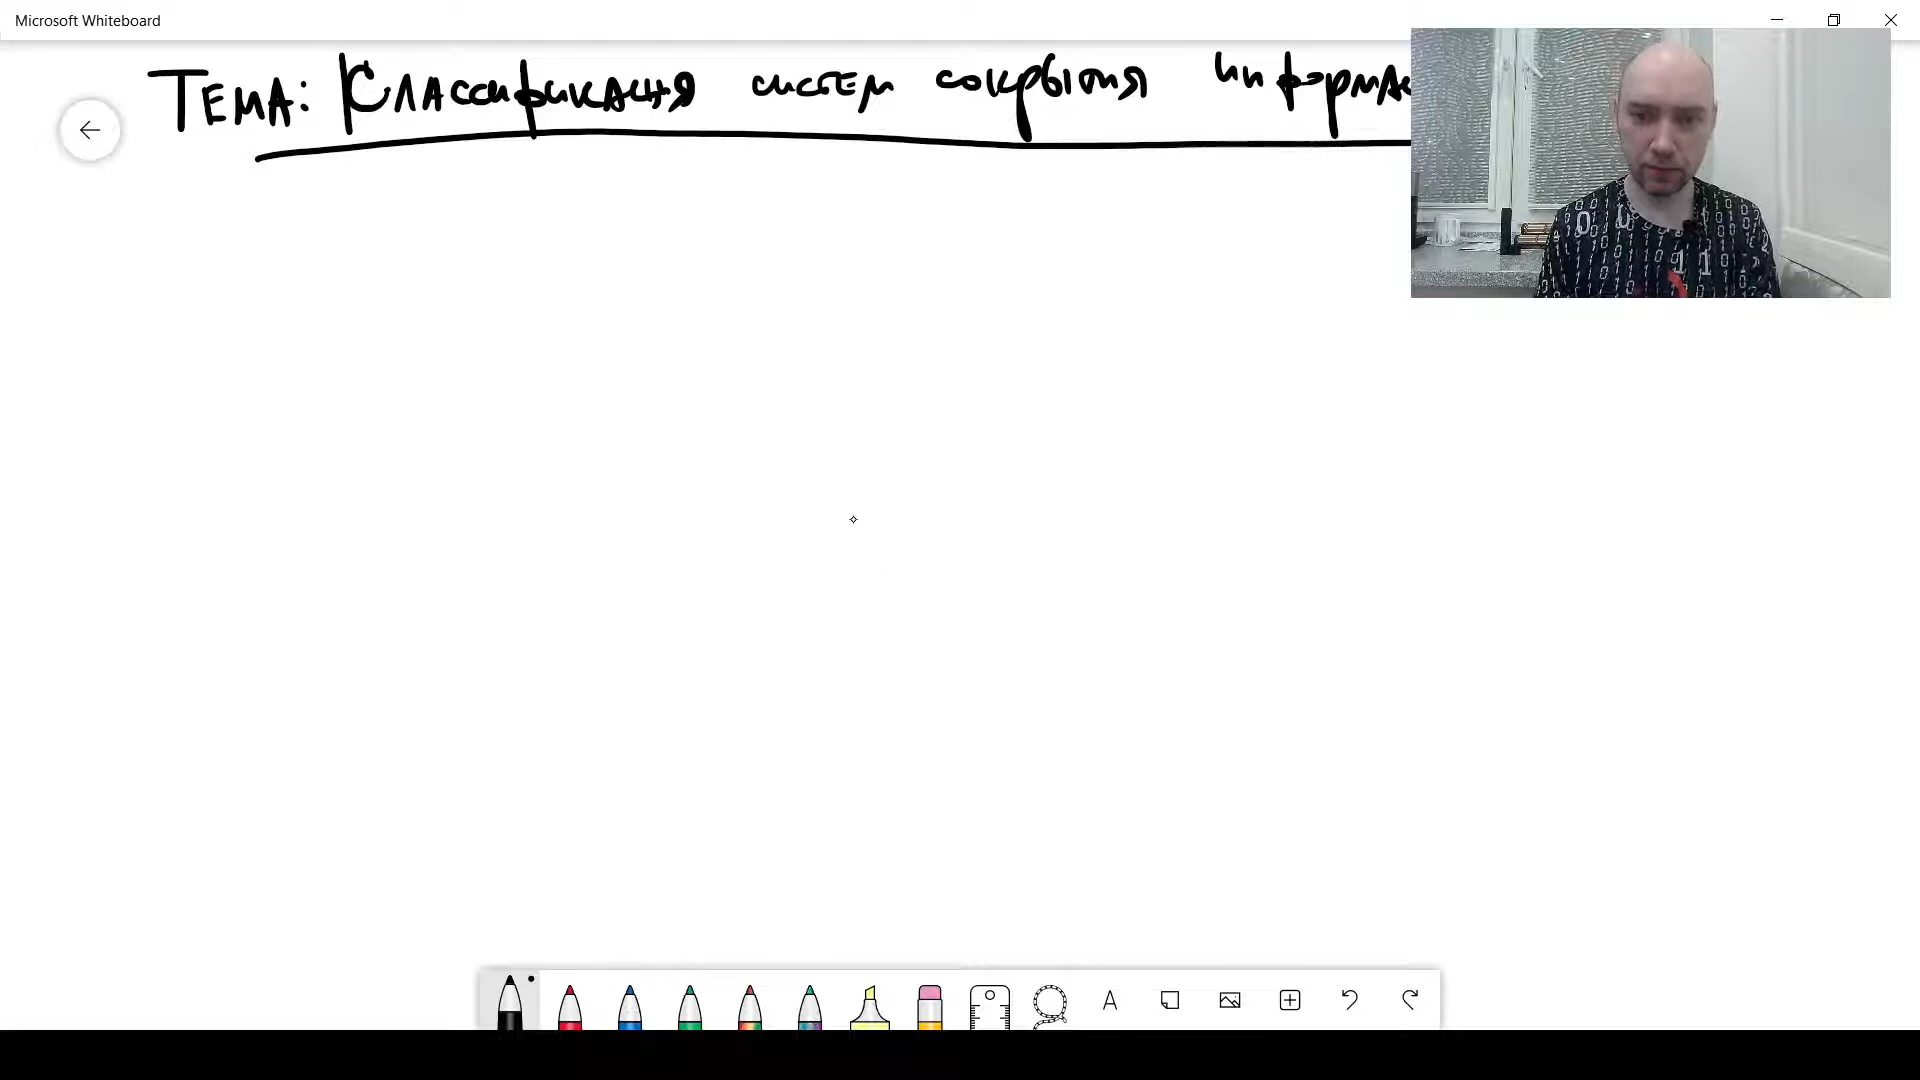 Microsoft Whiteboard
Тема: Классификация систем сокрытия информа